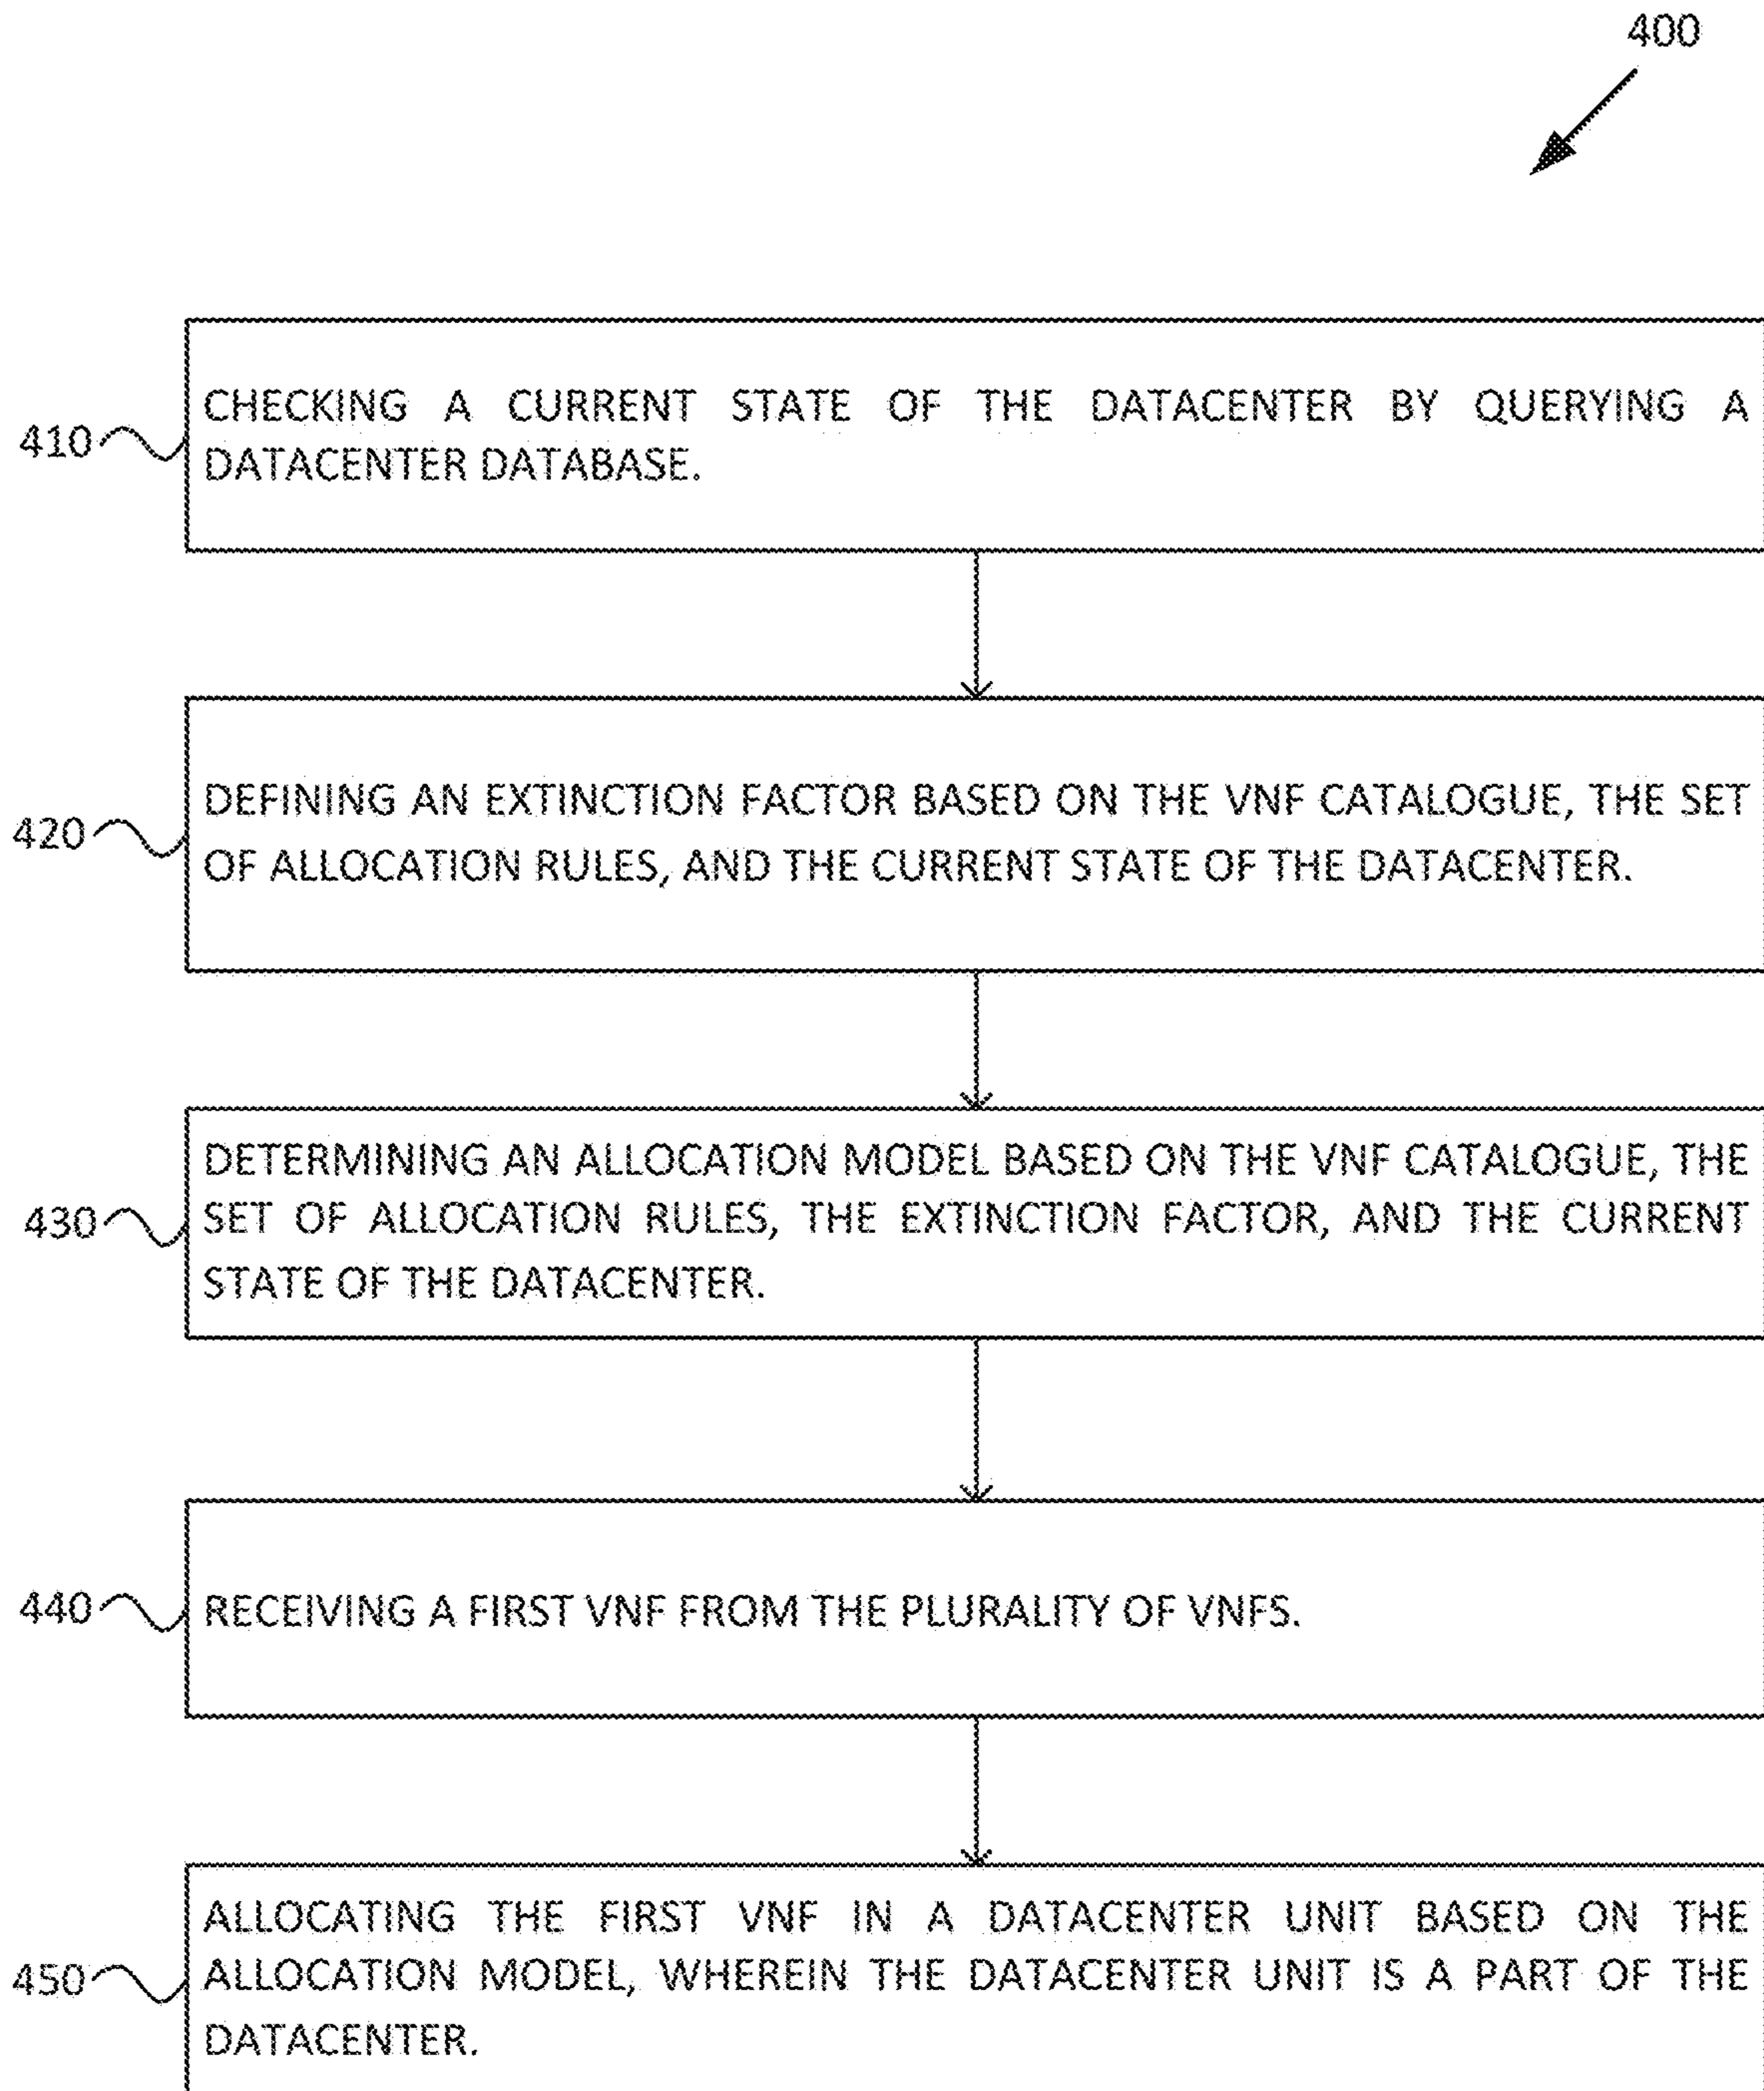 400
410
CHECKING A CURRENT STATE OF THE DATACENTER BY QUERYING A
DATACENTER DATABASE.
420
DEFINING AN EXTINCTION FACTOR BASED ON THE VNF CATALOGUE, THE SET
OF ALLOCATION RULES, AND THE CURRENT STATE OF THE DATACENTER.
430
DETERMINING AN ALLOCATION MODEL BASED ON THE VNF CATALOGUE, THE
SET OF ALLOCATION RULES, THE EXTINCTION FACTOR, AND THE CURRENT
STATE OF THE DATACENTER.
440
RECEIVING A FIRST VNF FROM THE PLURALITY OF VNFS.
450
ALLOCATING THE FIRST VNF IN A DATACENTER UNIT BASED ON THE
ALLOCATION MODEL, WHEREIN THE DATACENTER UNIT IS A PART OF THE
DATACENTER.